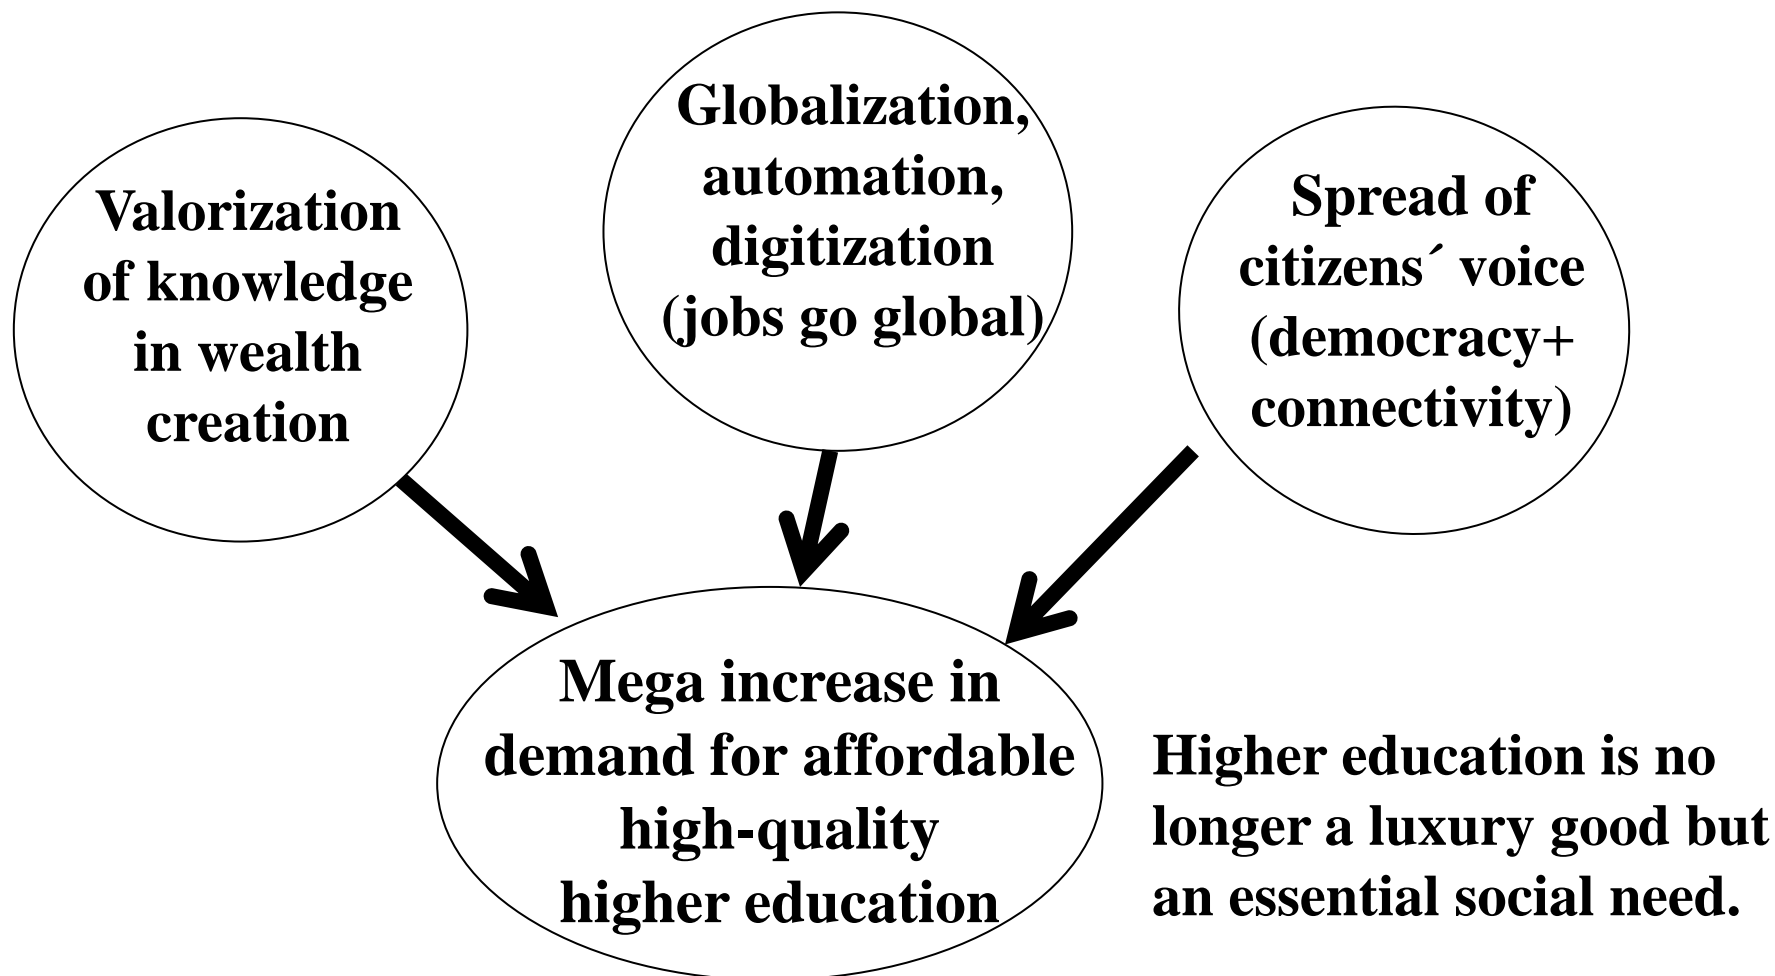 Valorization
of knowledge
in wealth
creation
Globalization,
automation,
digitization
(jobs go global)
Spread of
citizens´ voice
(democracy+
connectivity)
Mega increase in
demand for affordable
high-quality
higher education
Higher education is no
longer a luxury good but
an essential social need.